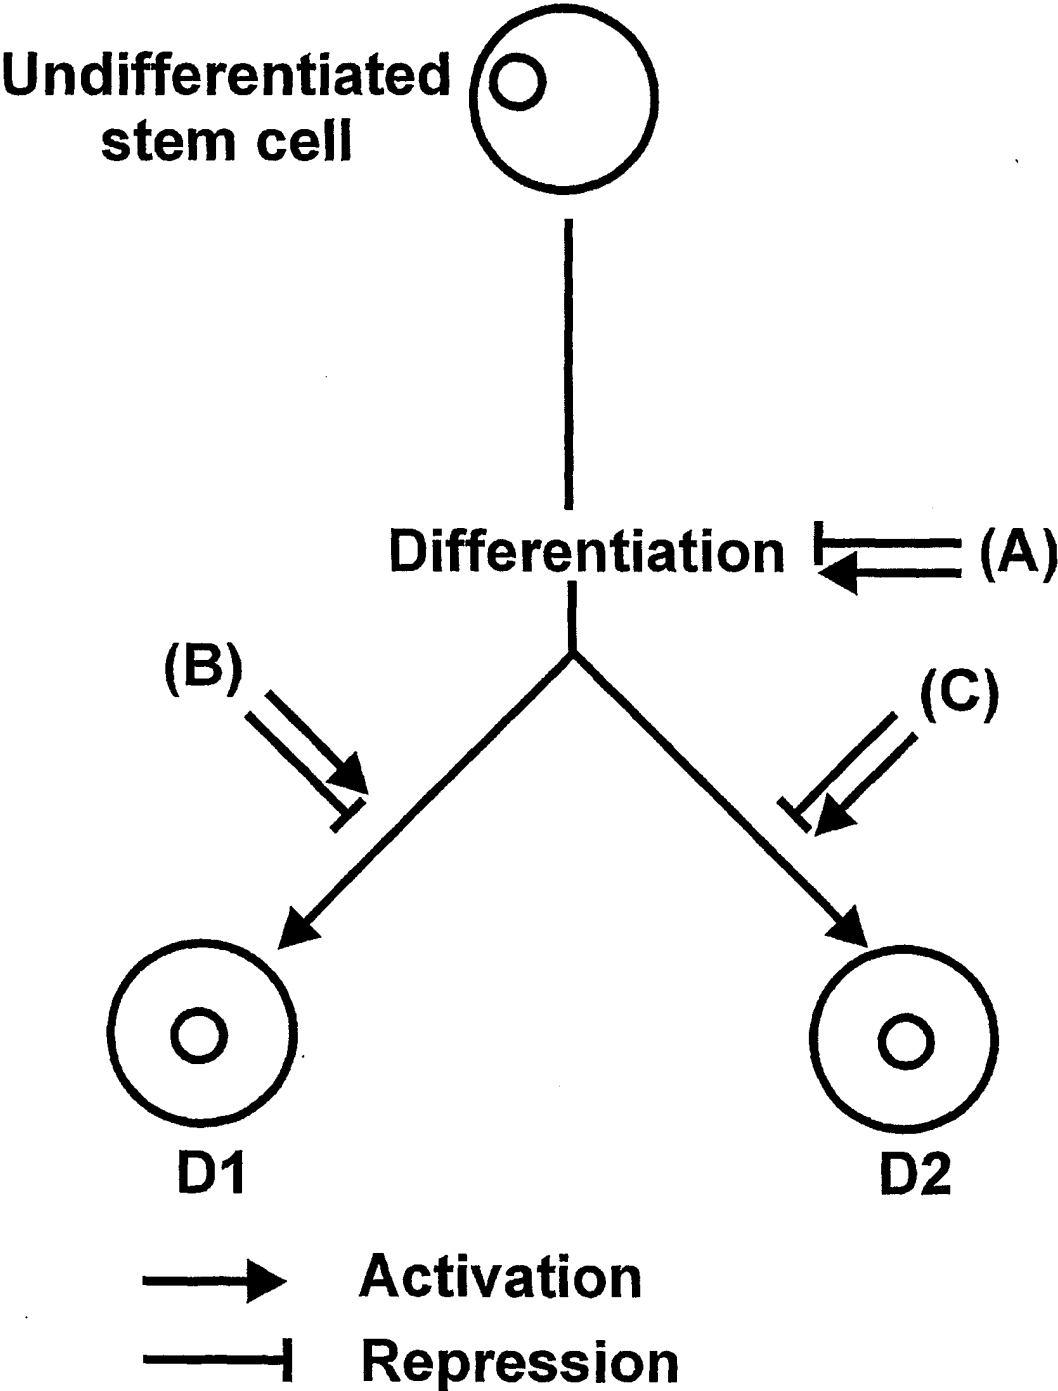 Undifferentiated
stem cell
Differentiation
(A)
(B)
(C)
D1
D2
Activation
Repression